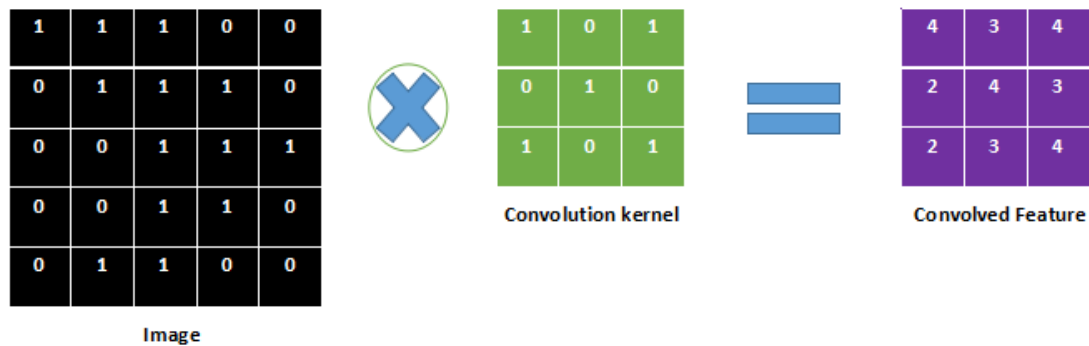 1 1 1 0 0 1 0 1 4 3 4
0 1 1 1 0 0 1 0 2 4 3
0 0 1 1 1 1 0 1 2 3 4
0 0 1 1 0
Convolution kernel Convolved Feature
0 1 1 0 0
Image